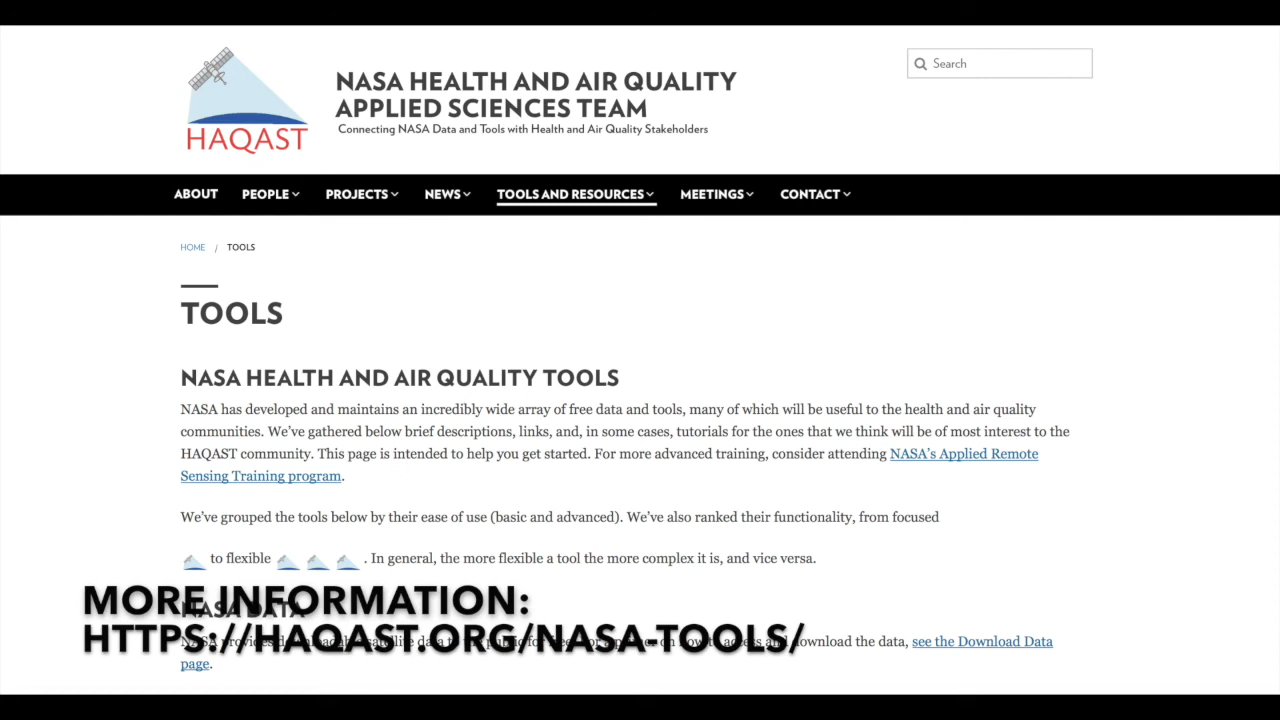 HAQAST
NASA HEALTH AND AIR QUALITY
APPLIED SCIENCES TEAM
Connecting NASA Data and Tools with Health and Air Quality Stakeholders
Search
ABOUT PEOPLE PROJECTS NEWS TOOLS AND RESOURCES MEETINGS CONTACT
HOME / TOOLS
TOOLS
NASA HEALTH AND AIR QUALITY TOOLS
NASA has developed and maintains an incredibly wide array of free data and tools, many of which will be useful to the health and air quality
communities. We've gathered below brief descriptions, links, and, in some cases, tutorials for the ones that we think will be of most interest to the
HAQAST community. This page is intended to help you get started. For more advanced training, consider attending NASA's Applied Remote
Sensing Training program.
We've grouped the tools below by their ease of use (basic and advanced). We've also ranked their functionality, from focused
to flexible . In general, the more flexible a tool the more complex it is, and vice versa.
MORE INFORMATION:
NASA DATA
HTTPS://HAQAST.ORG/NASA-TOOLS/
NASA provides download the data, see the Download Data
page.